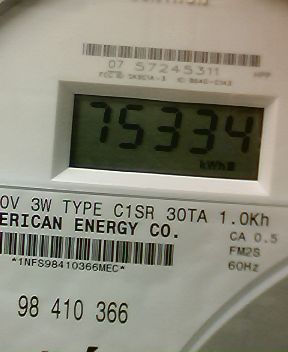 07 57245311
75334
kWh
0V 3W TYPE C1SR 30TA 1.0Kh
ERICAN ENERGY CO.
CA 0.5
FM2S
60Hz
*1NFS98410366MEC*
98 410 366